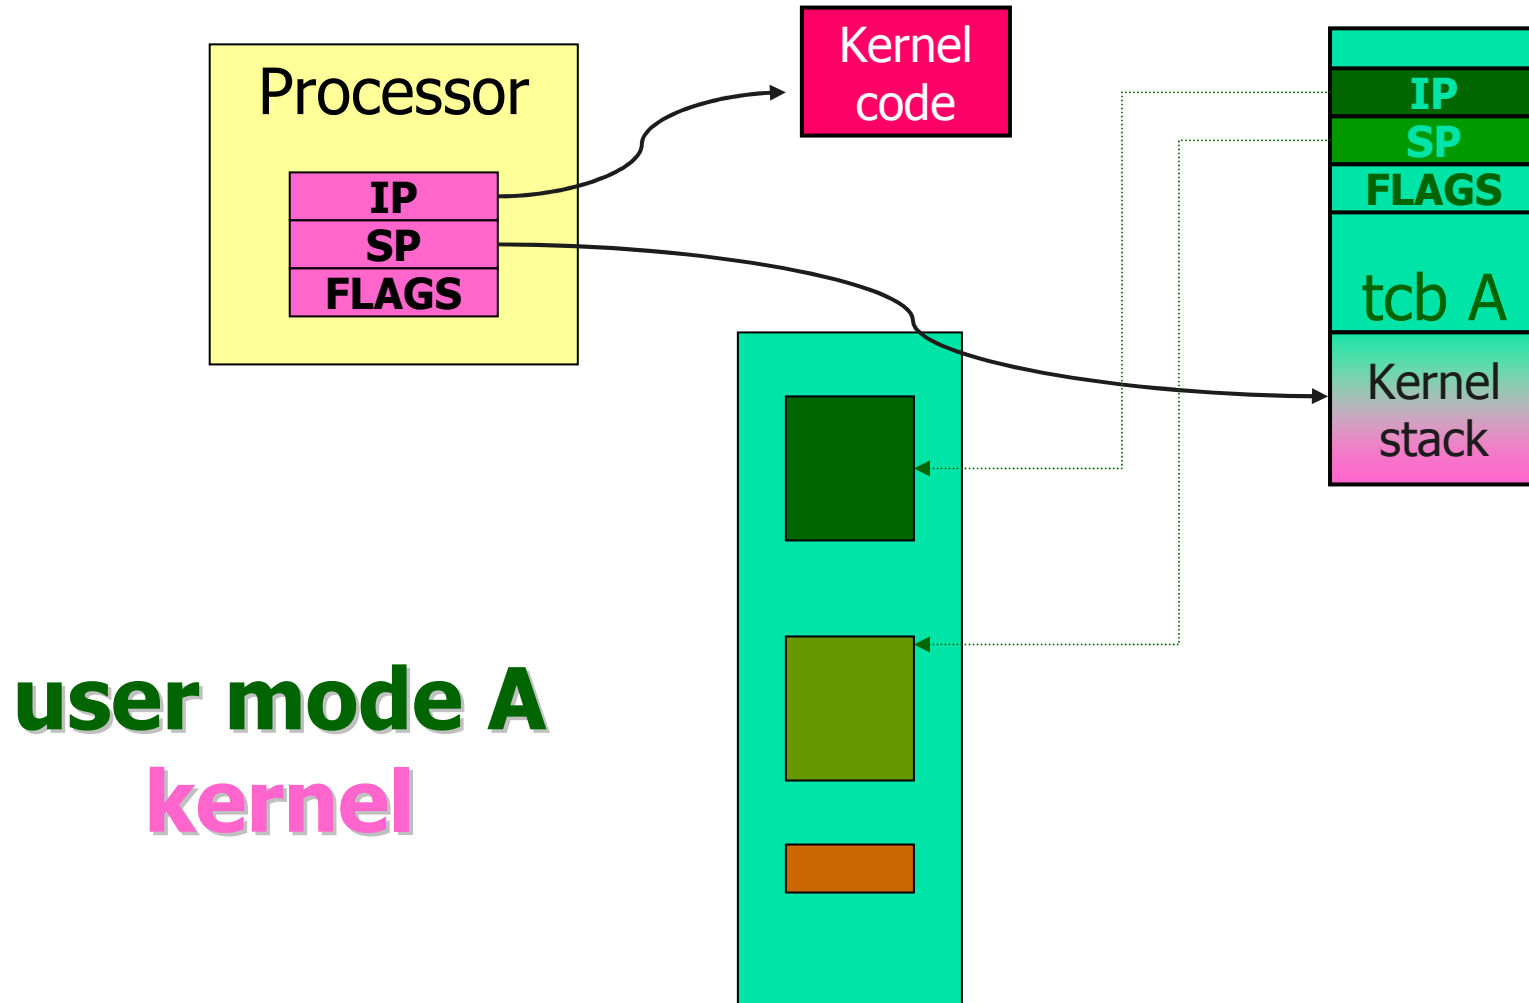 Processor
IP
SP
FLAGS
Kernel
code
IP
SP
FLAGS
tcb A
Kernel
stack
user mode A
kernel